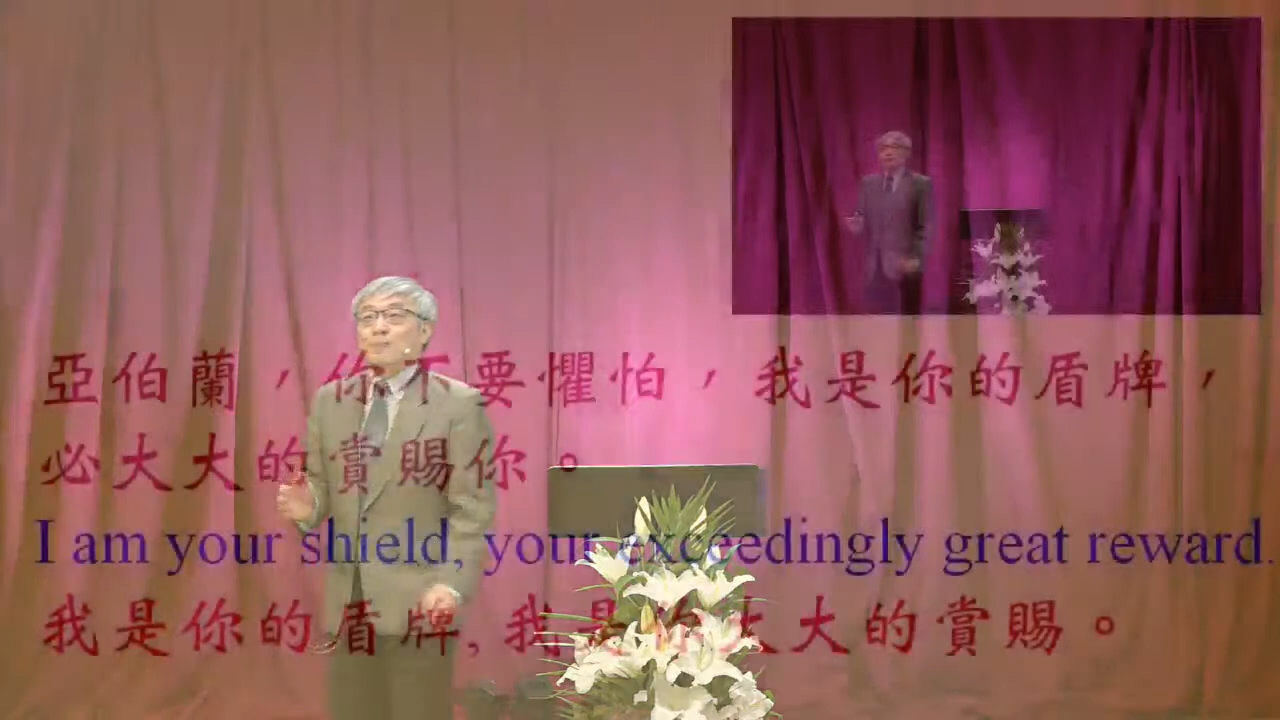 亞伯蘭，你不要懼怕，我是你的盾牌，
必大大的賞賜你。
I am your shield, your exceedingly great reward.
我是你的盾牌, 我是你大大的賞賜。